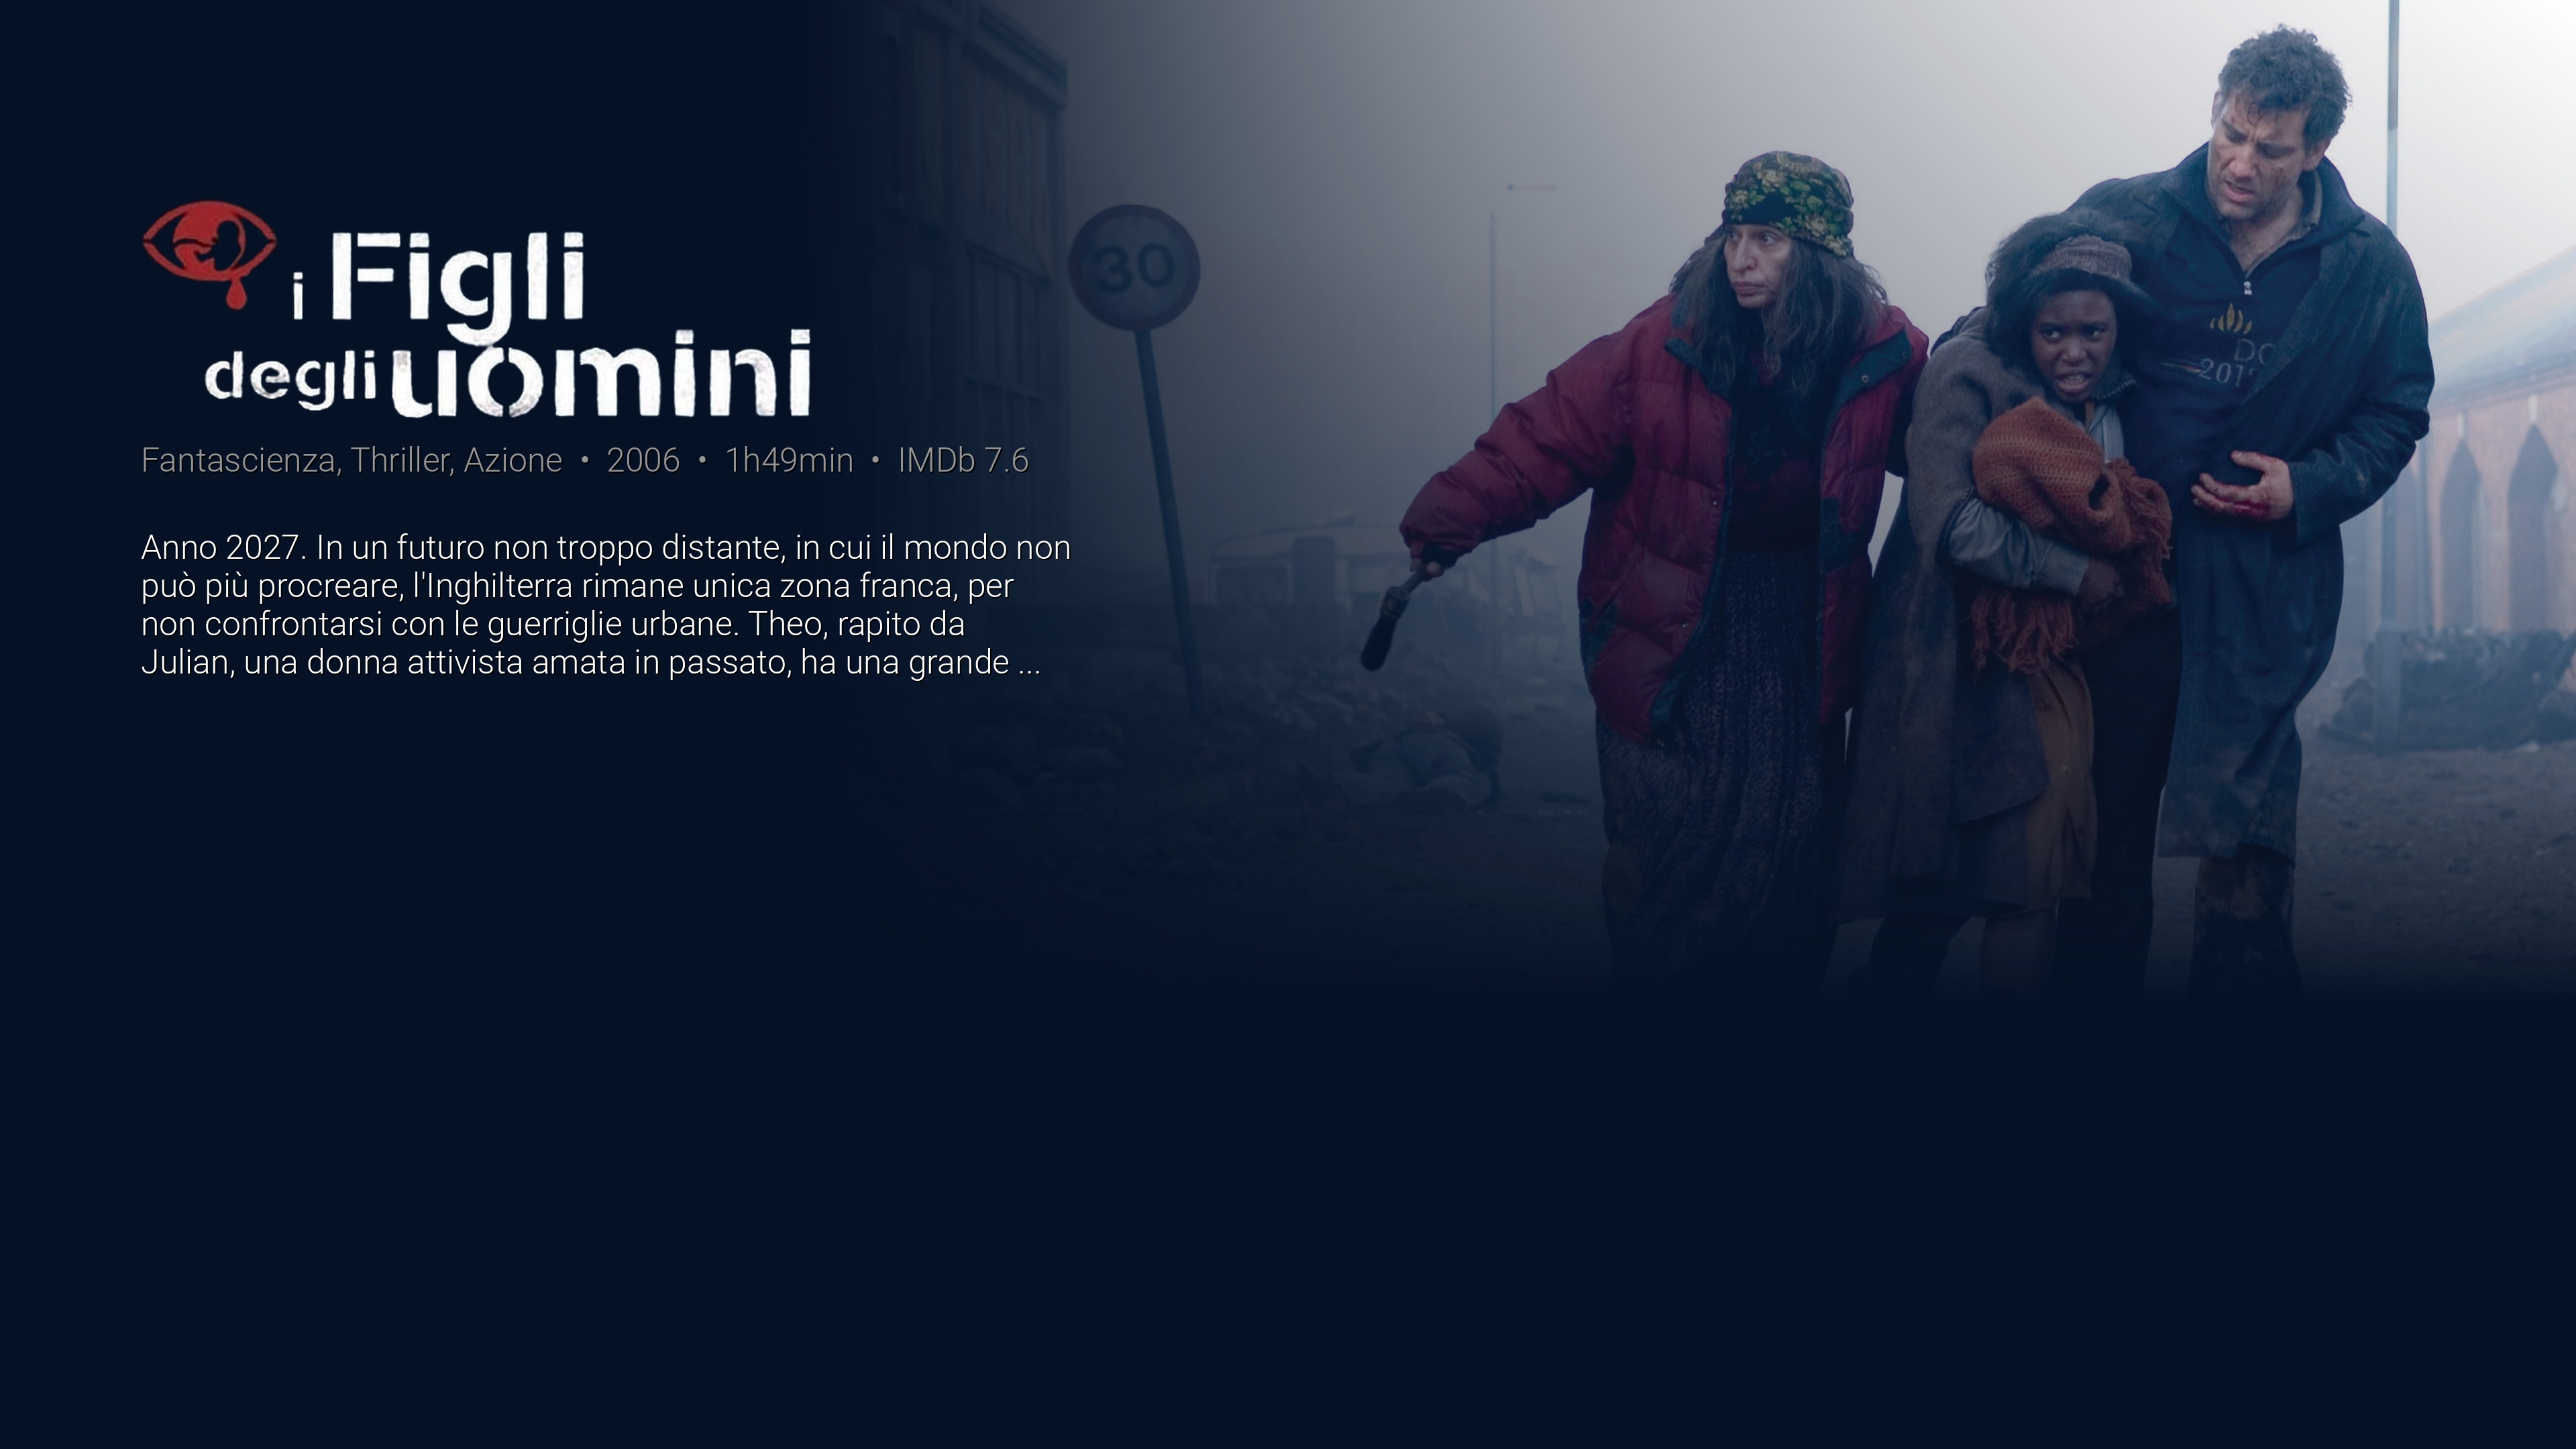 i Figli
degli uomini
Fantascienza, Thriller, Azione • 2006 • 1h49min • IMDb 7.6
Anno 2027. In un futuro non troppo distante, in cui il mondo non
può più procreare, l'Inghilterra rimane unica zona franca, per
non confrontarsi con le guerriglie urbane. Theo, rapito da
Julian, una donna attivista amata in passato, ha una grande ...
30